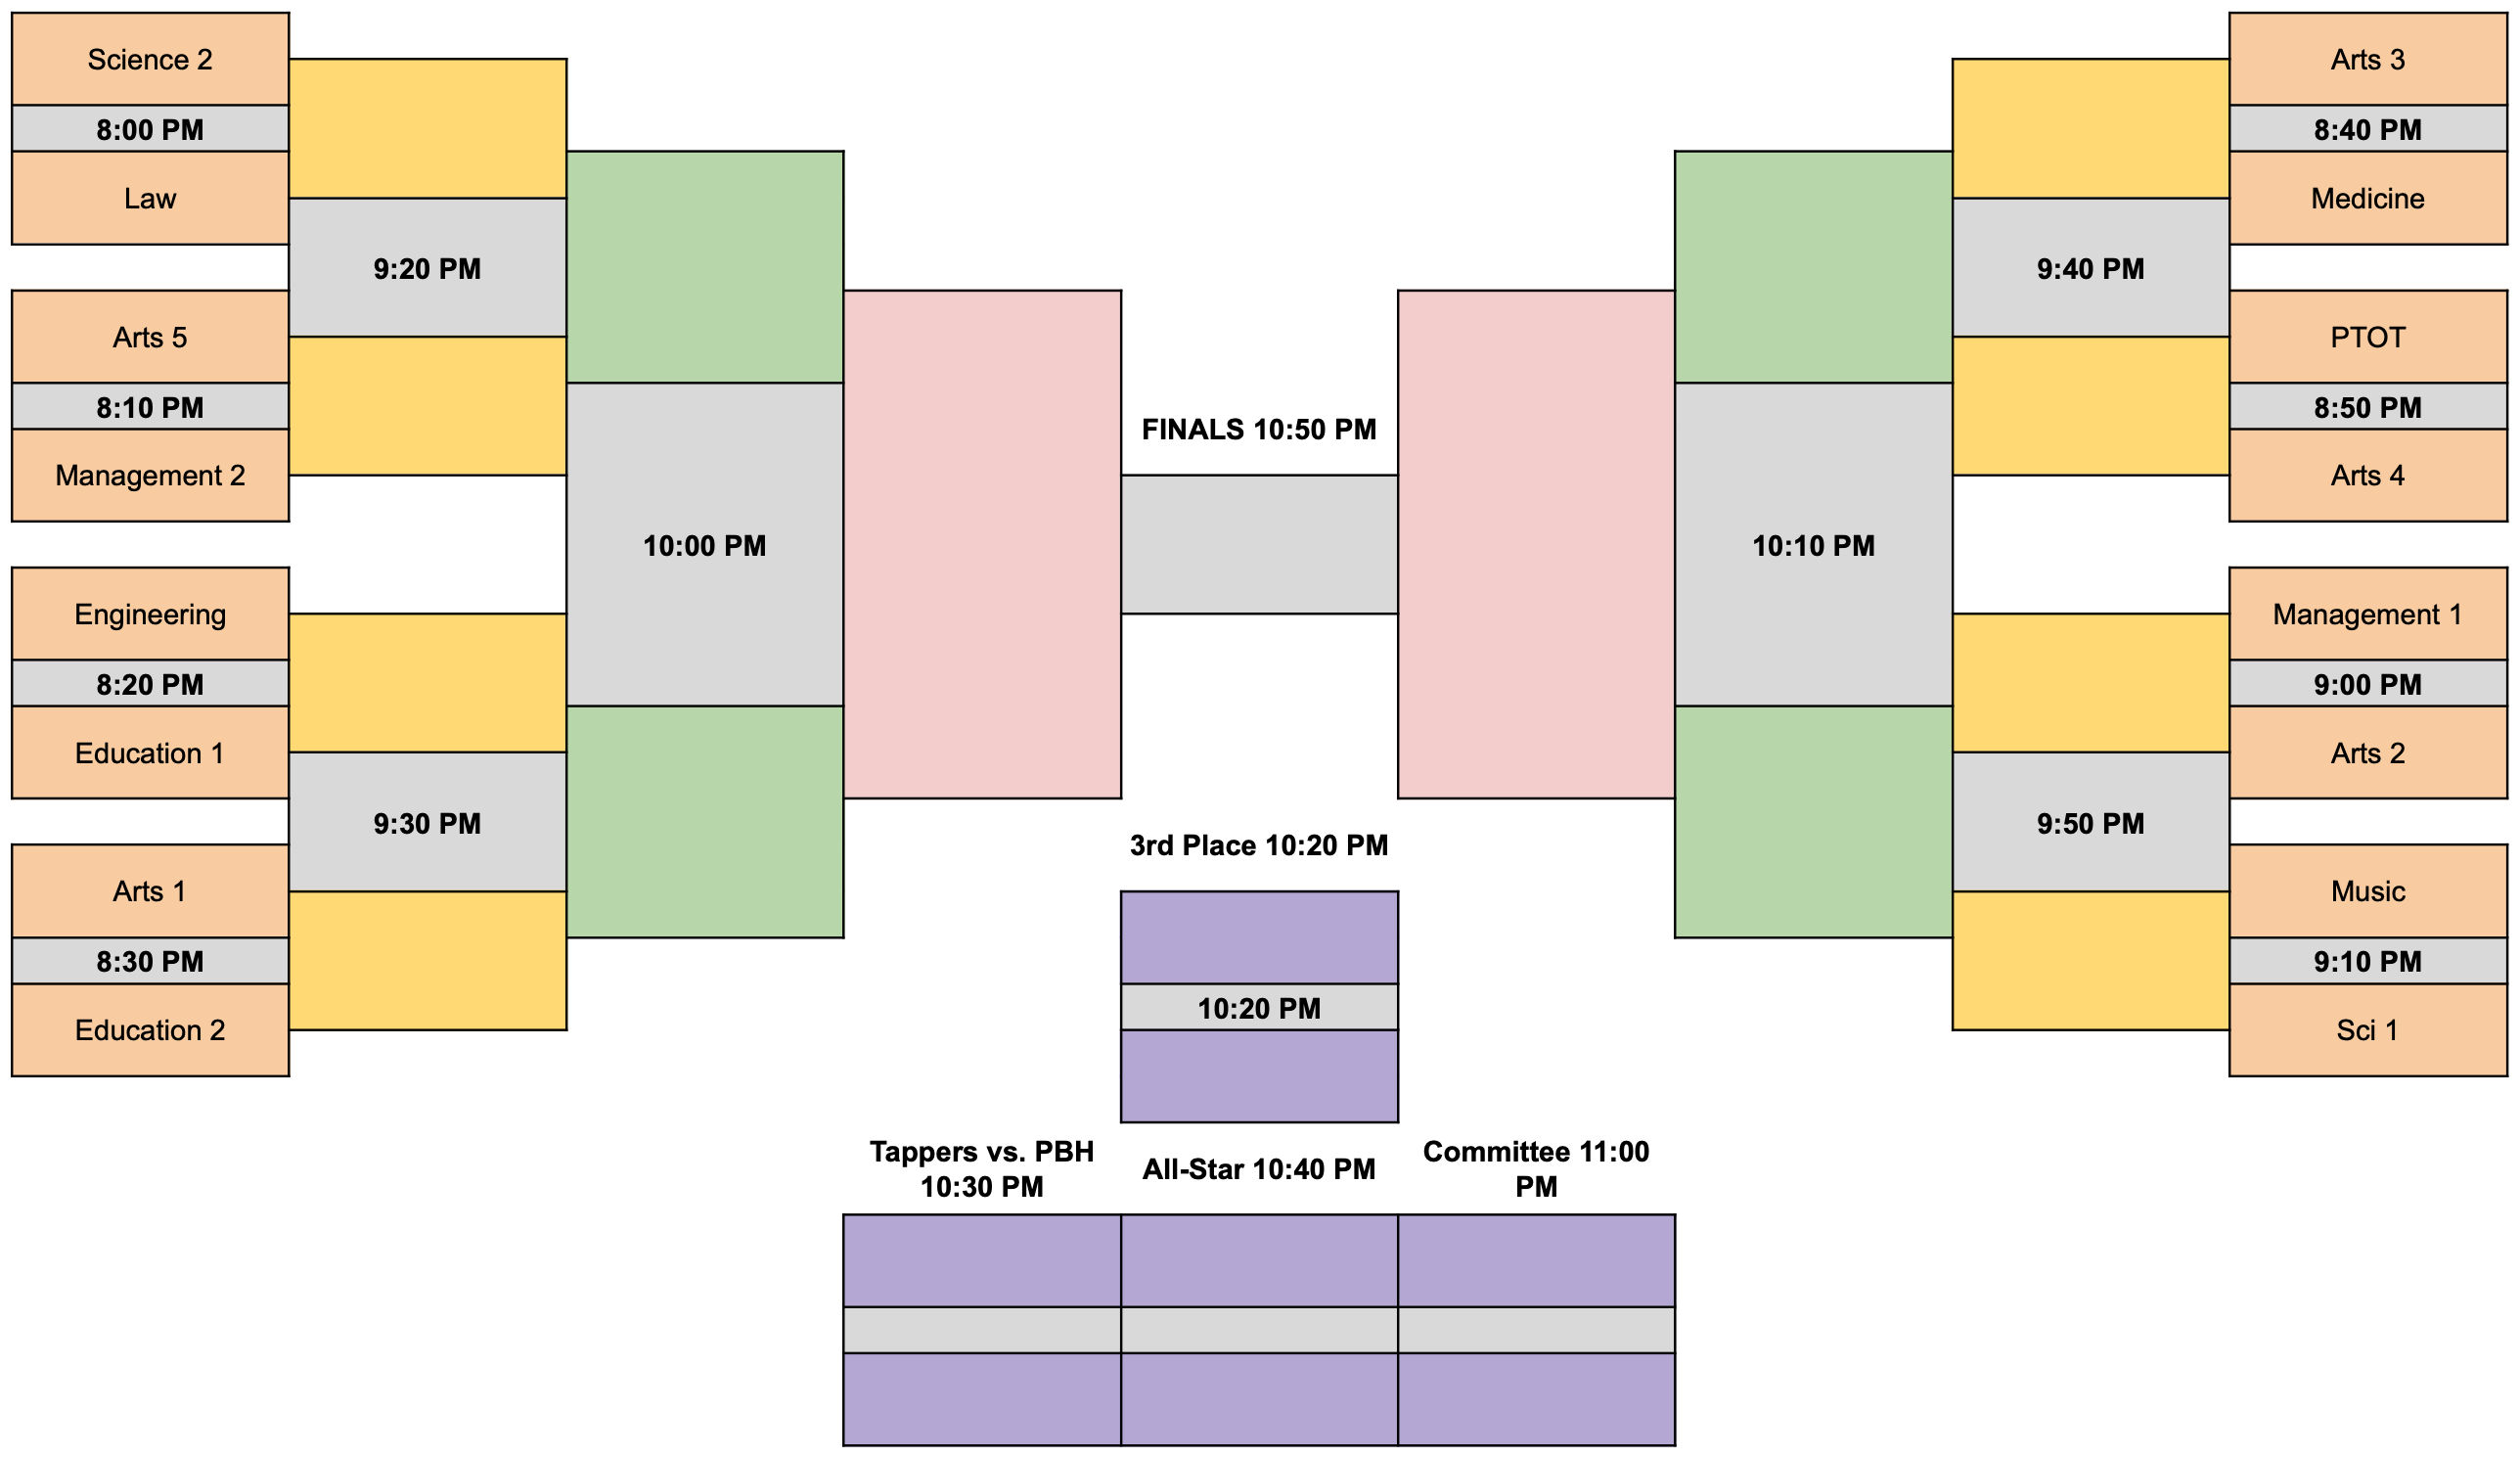 Science 2
8:00 PM
Law
9:20 PM
Arts 5
8:10 PM
Management 2
10:00 PM
Engineering
8:20 PM
Education 1
9:30 PM
Arts 1
8:30 PM
Education 2
FINALS 10:50 PM
3rd Place 10:20 PM
10:20 PM
Tappers vs. PBH
10:30 PM
All-Star 10:40 PM
Committee 11:00
PM
Arts 3
8:40 PM
Medicine
9:40 PM
PTOT
8:50 PM
Arts 4
10:10 PM
Management 1
9:00 PM
Arts 2
9:50 PM
Music
9:10 PM
Sci 1